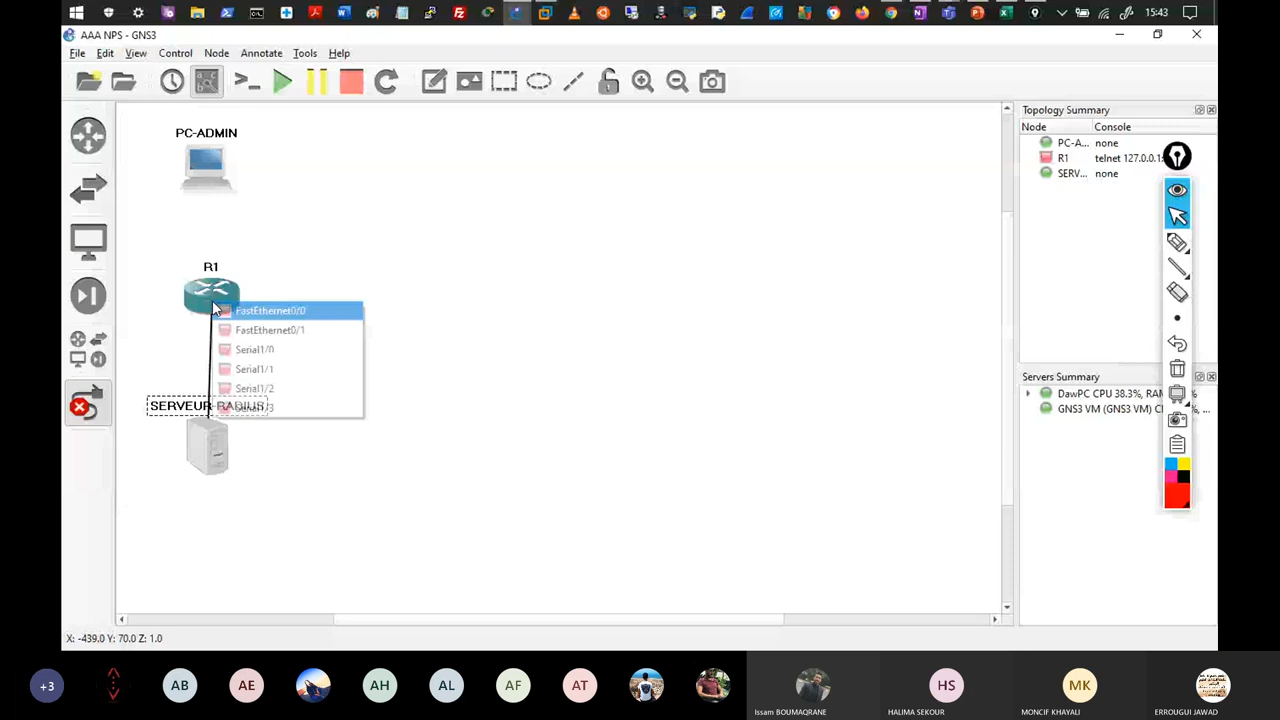 15:43
AAA NPS - GNS3
File Edit View Control Node Annotate Tools Help
PC-ADMIN
R1
FastEthernet0/0
FastEthernet0/1
Serial1/0
Serial1/1
Serial1/2
Serial1/3
SERVEUR-RADIUS
Topology Summary
Node Console
PC-A... none
R1 telnet 127.0.0.1:
SERV... none
Servers Summary
DawPC CPU 38.3%, RAM %
GNS3 VM (GNS3 VM) C ...
X: -439.0 Y: 70.0 Z: 1.0
+3 AB AE AH AL AF AT HS MK
Issam BOUMAQRANE HALIMA SEKOUR MONCIF KHAYALI ERROUGUI JAWAD